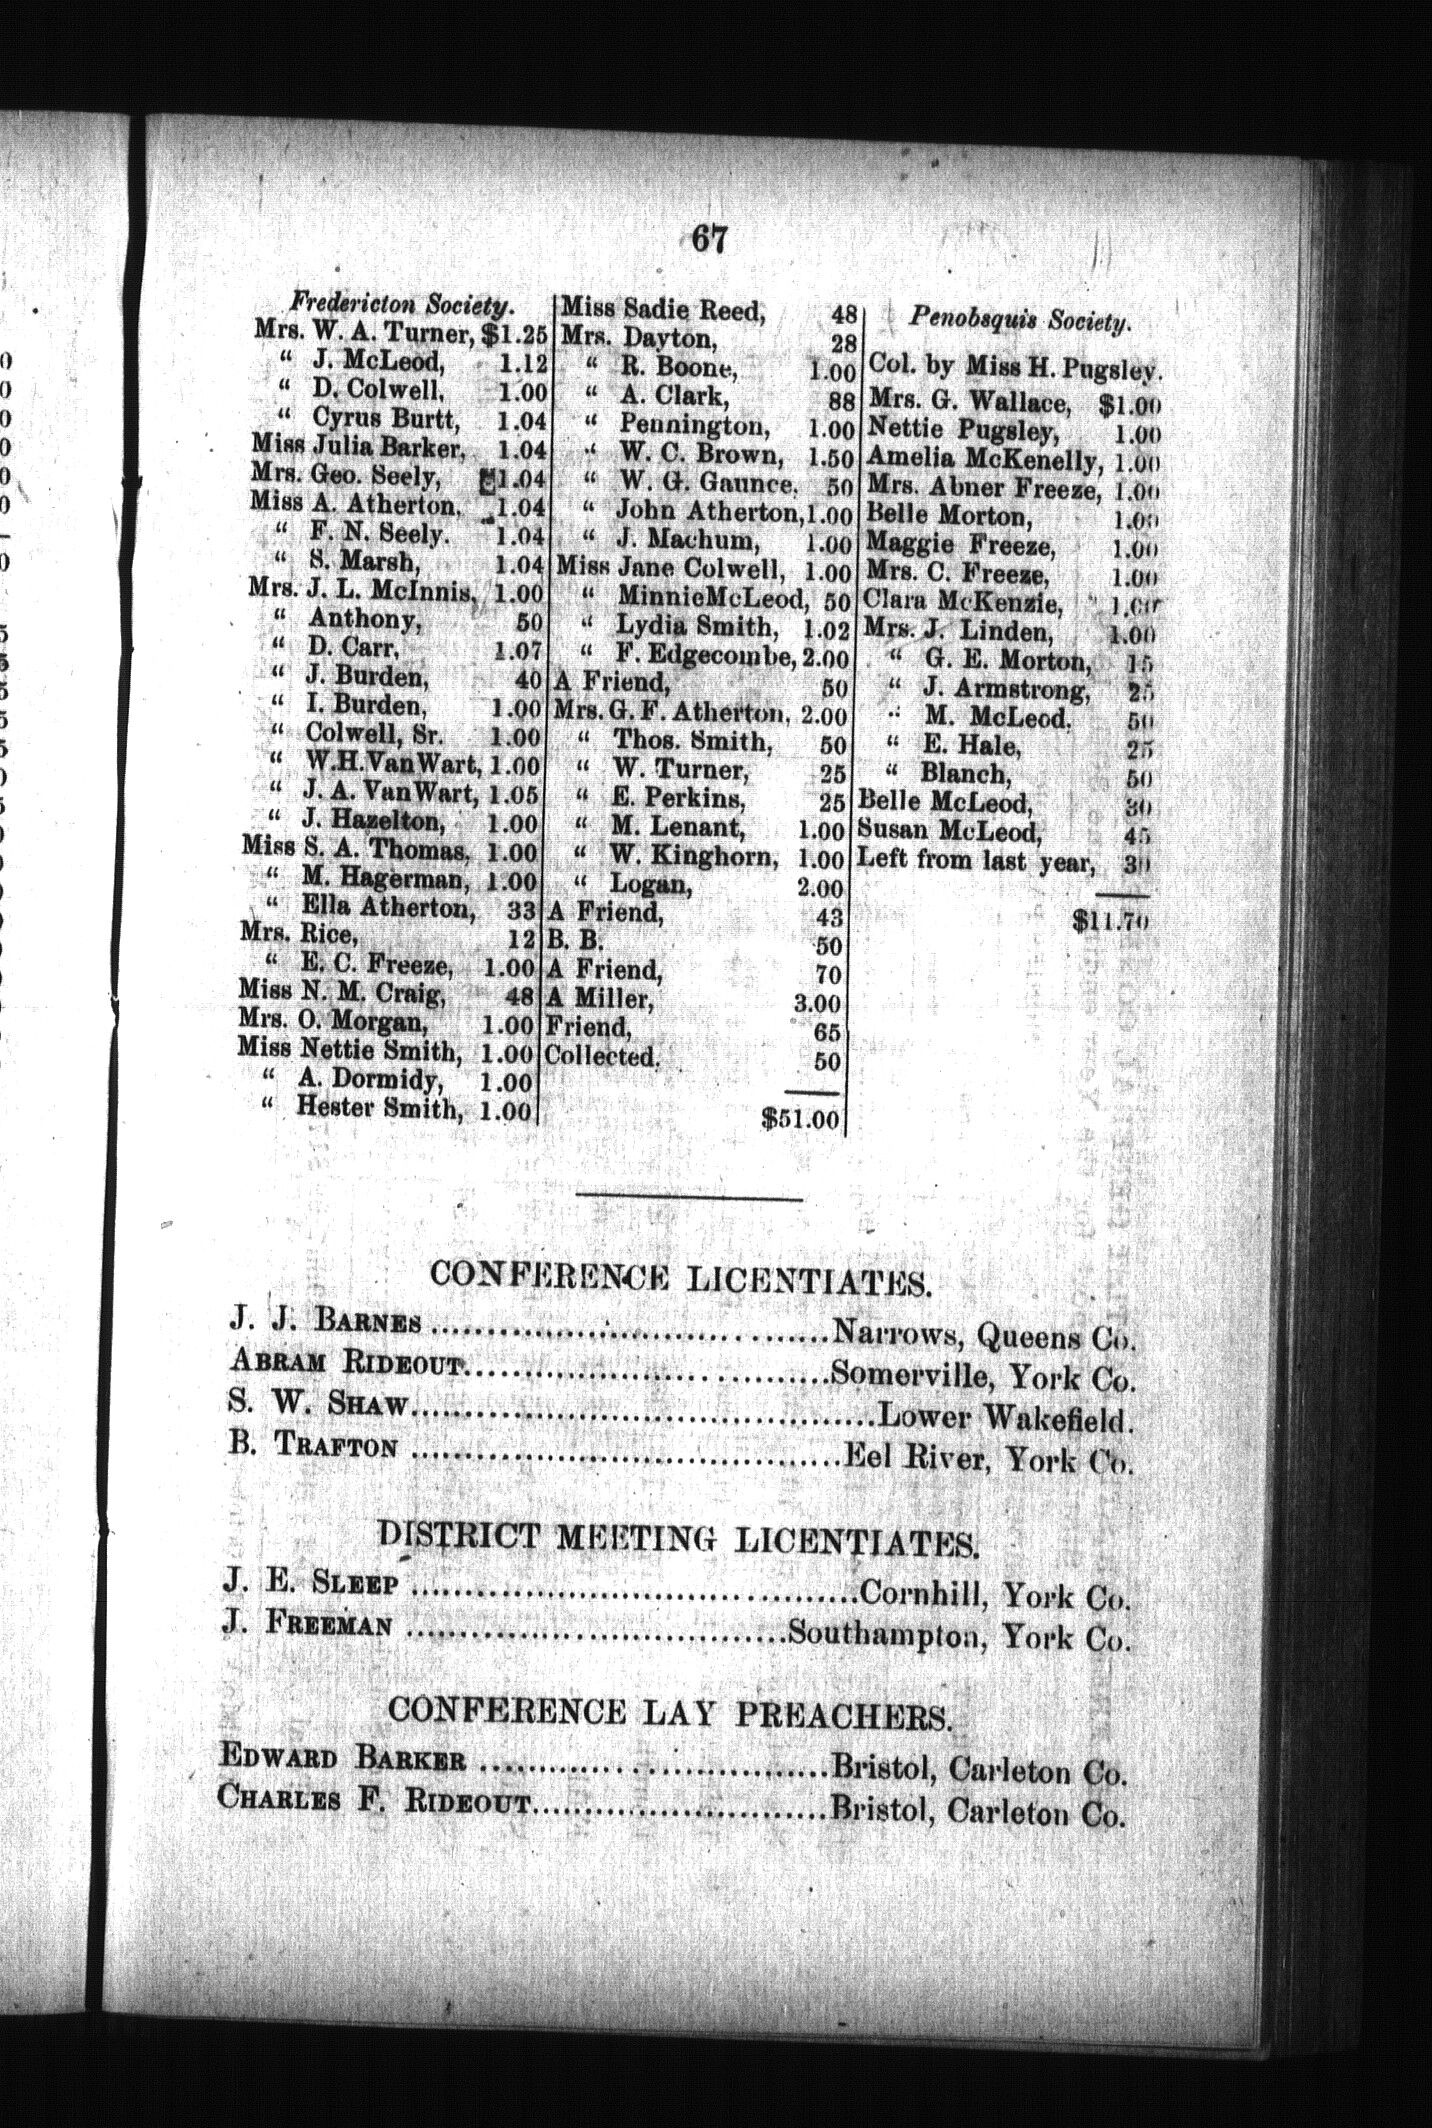 67
Fredericton Society.
Mrs. W. A. Turner, $1.25
“ J. McLeod, 1.12
“ D. Colwell, 1.00
“ Cyrus Burtt, 1.04
Miss Julia Barker, 1.04
Mrs. Geo. Seely, 1.04
Miss A. Atherton, 1.04
“ F. N. Seely. 1.04
“ S. Marsh, 1.04
Mrs. J. L. McInnis, 1.00
“ Anthony, 50
“ D. Carr, 1.07
“ J. Burden, 40
“ I. Burden, 1.00
“ Colwell, Sr. 1.00
“ W.H.VanWart, 1.00
“ J. A. VanWart, 1.05
“ J. Hazelton, 1.00
Miss S. A. Thomas, 1.00
“ M. Hagerman, 1.00
“ Ella Atherton, 33
Mrs. Rice, 12
“ E. C. Freeze, 1.00
Miss N. M. Craig, 48
Mrs. O. Morgan, 1.00
Miss Nettie Smith, 1.00
“ A. Dormidy, 1.00
“ Hester Smith, 1.00
Miss Sadie Reed, 48
Mrs. Dayton, 28
“ R. Boone, 1.00
“ A. Clark, 88
“ Pennington, 1.00
“ W. C. Brown, 1.50
“ W. G. Gaunce, 50
“ John Atherton, 1.00
“ J. Machum, 1.00
Miss Jane Colwell, 1.00
“ MinnieMcLeod, 50
“ Lydia Smith, 1.02
“ F. Edgecombe, 2.00
A Friend, 50
Mrs. G. F. Atherton, 2.00
“ Thos. Smith, 50
“ W. Turner, 25
“ E. Perkins, 25
“ M. Lenant, 1.00
“ W. Kinghorn, 1.00
“ Logan, 2.00
A Friend, 43
B. B. 50
A Friend, 70
A Miller, 3.00
Friend, 65
Collected, 50
$51.00
Penobsquis Society.
Col. by Miss H. Pugsley.
Mrs. G. Wallace, $1.00
Nettie Pugsley, 1.00
Amelia McKenelly, 1.00
Mrs. Abner Freeze, 1.00
Belle Morton, 1.00
Maggie Freeze, 1.00
Mrs. C. Freeze, 1.00
Clara McKenzie, 1.00
Mrs. J. Linden, 1.00
“ G. E. Morton, 15
“ J. Armstrong, 25
“ M. McLeod, 50
“ E. Hale, 25
“ Blanch, 50
Belle McLeod, 30
Susan McLeod, 45
Left from last year, 30
$11.70
CONFERENCE LICENTIATES.
J. J. BARNES ........................................ Narrows, Queens Co.
ABRAM RIDEOUT .................................... Somerville, York Co.
S. W. SHAW ............................................ Lower Wakefield.
B. TRAFTON .......................................... Eel River, York Co.
DISTRICT MEETING LICENTIATES.
J. E. SLEEP ............................................ Cornhill, York Co.
J. FREEMAN ..................................... Southampton, York Co.
CONFERENCE LAY PREACHERS.
EDWARD BARKER .................................. Bristol, Carleton Co.
CHARLES F. RIDEOUT ............................ Bristol, Carleton Co.